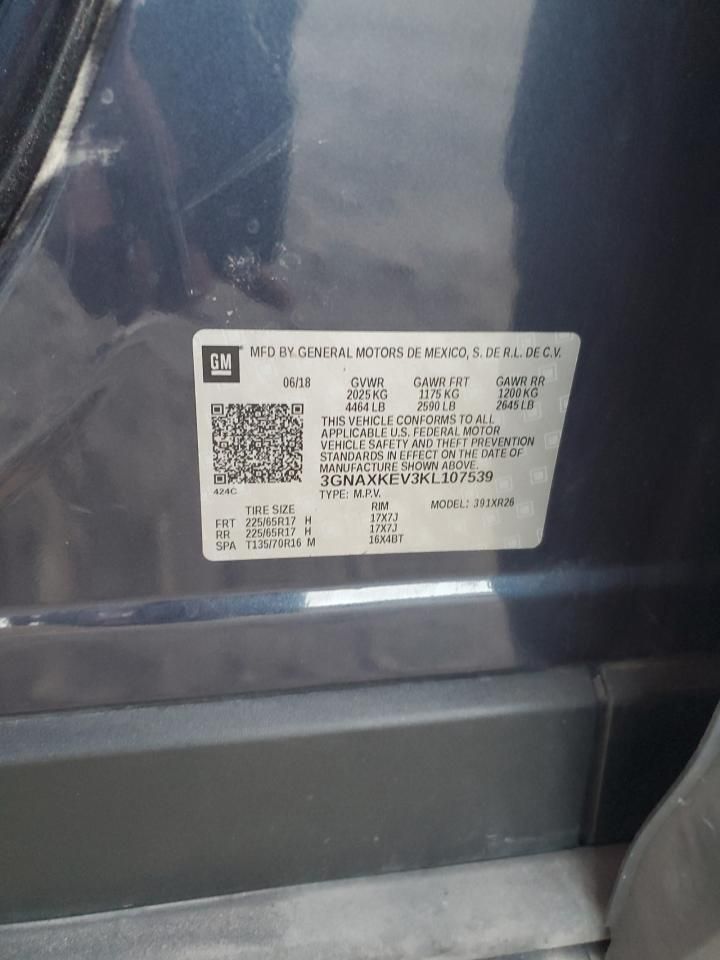 GM MFD BY GENERAL MOTORS DE MEXICO, S. DE R.L. DE C.V.
06/18 GVWR GAWR FRT GAWR RR
2025 KG 1175 KG 1200 KG
4464 LB 2590 LB 2645 LB
THIS VEHICLE CONFORMS TO ALL
APPLICABLE U.S. FEDERAL MOTOR
VEHICLE SAFETY AND THEFT PREVENTION
STANDARDS IN EFFECT ON THE DATE OF
MANUFACTURE SHOWN ABOVE.
3GNAXKEV3KL107539
424C
TYPE: M.P.V.
MODEL: 391XR26
TIRE SIZE RIM
FRT 225/65R17 H 17X7J
RR 225/65R17 H 17X7J
SPA T135/70R16 M 16X4BT